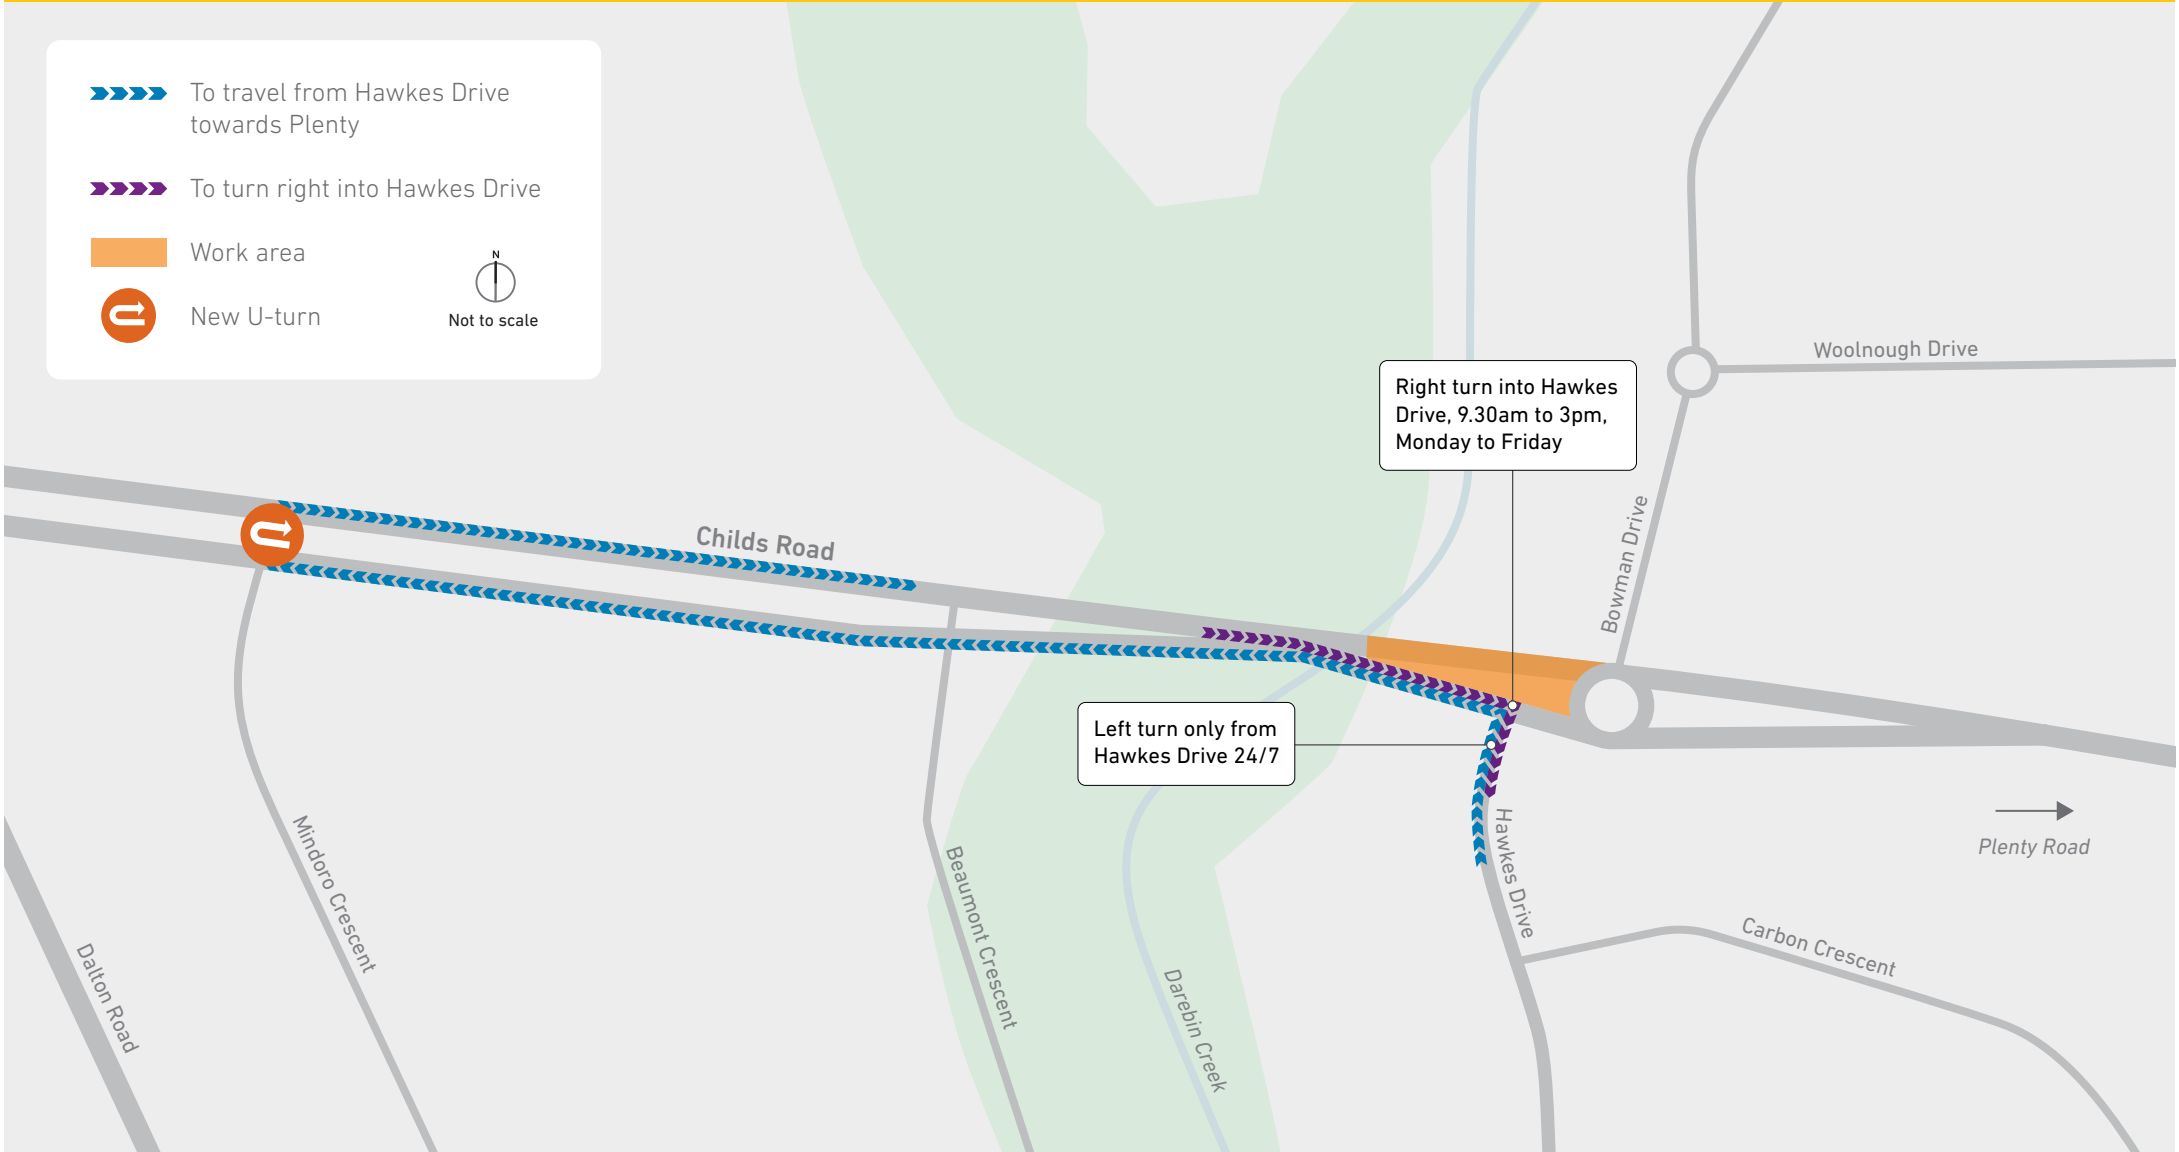 To travel from Hawkes Drive
towards Plenty
To turn right into Hawkes Drive
Work area
New U-turn
N
Not to scale
Woolnough Drive
Right turn into Hawkes
Drive, 9.30am to 3pm,
Monday to Friday
Bowman Drive
Childs Road
Left turn only from
Hawkes Drive 24/7
Hawkes Drive
Plenty Road
Mindoro Crescent
Beaumont Crescent
Carbon Crescent
Dalton Road
Darebin Creek